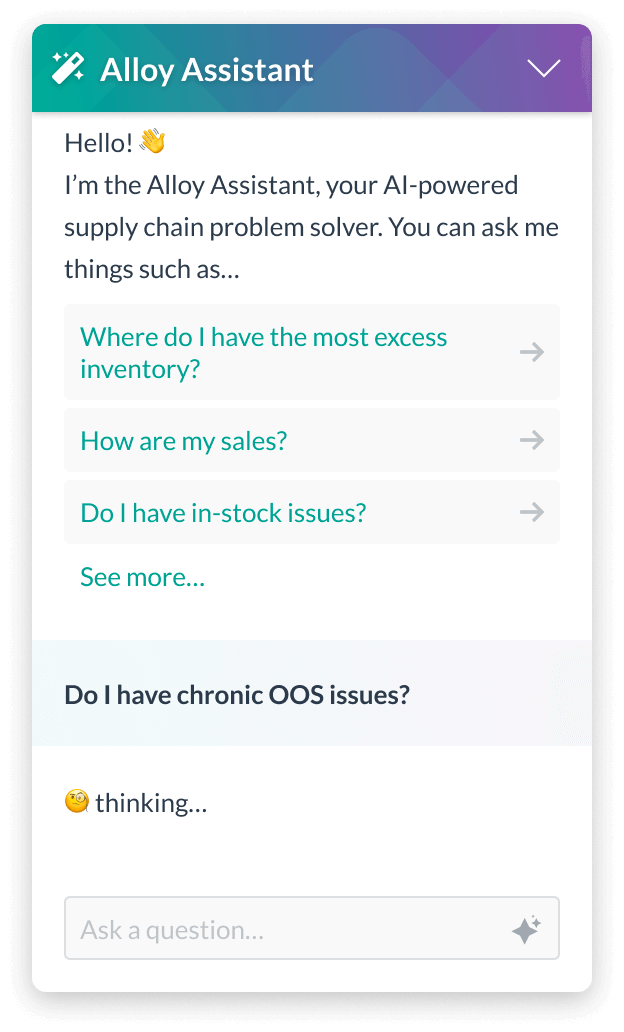 Alloy Assistant
Hello! 👋
I’m the Alloy Assistant, your AI-powered
supply chain problem solver. You can ask me
things such as…
Where do I have the most excess
inventory?
How are my sales?
Do I have in-stock issues?
See more…
Do I have chronic OOS issues?
🧐 thinking…
Ask a question…